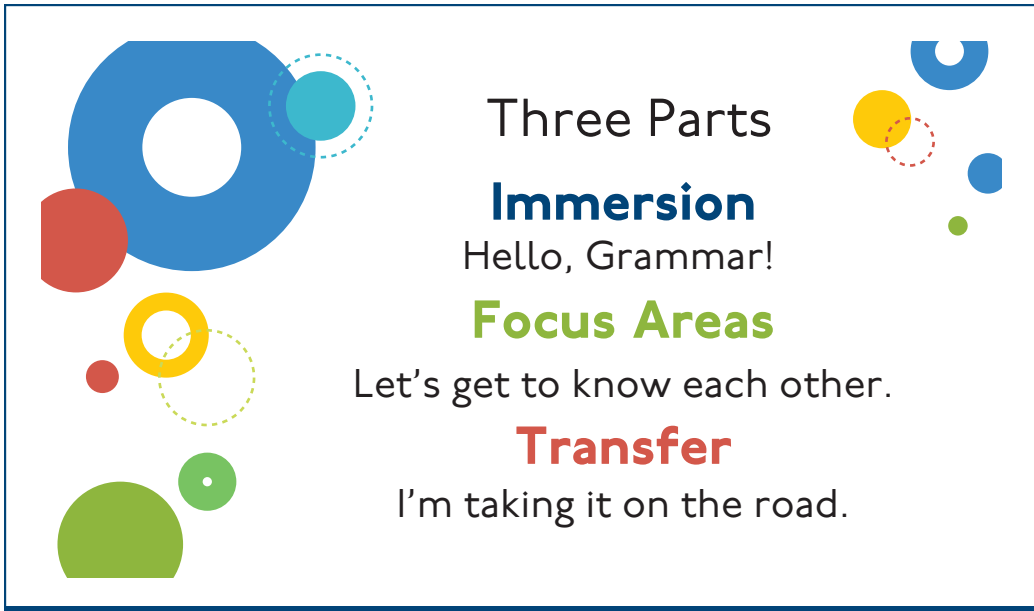 Three Parts
Immersion
Hello, Grammar!
Focus Areas
Let’s get to know each other.
Transfer
I’m taking it on the road.